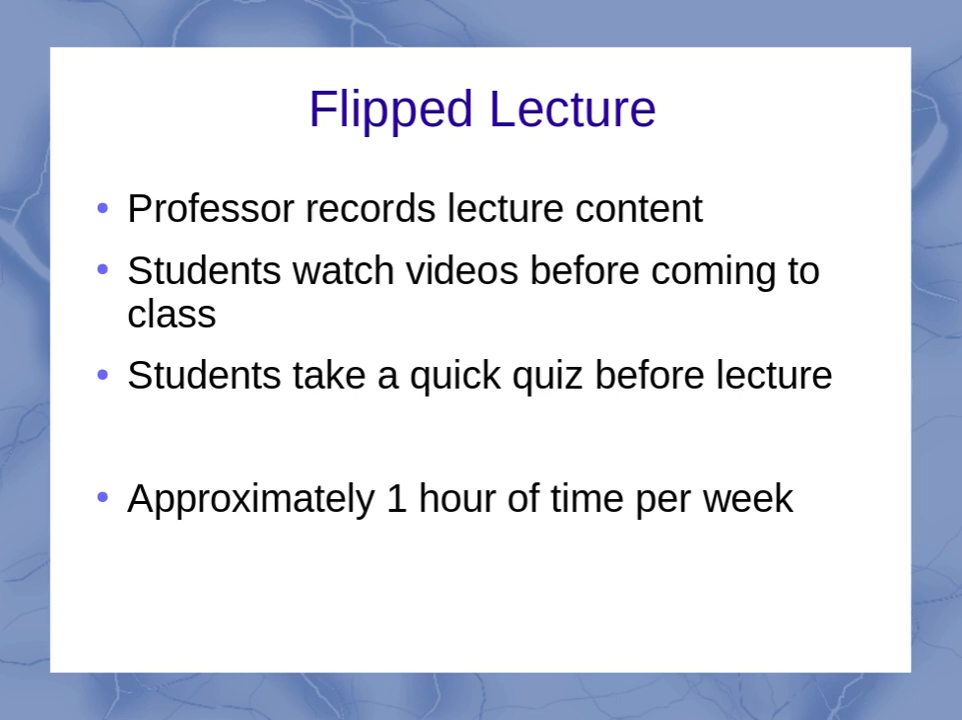 Flipped Lecture
• Professor records lecture content
• Students watch videos before coming to
class
• Students take a quick quiz before lecture
• Approximately 1 hour of time per week